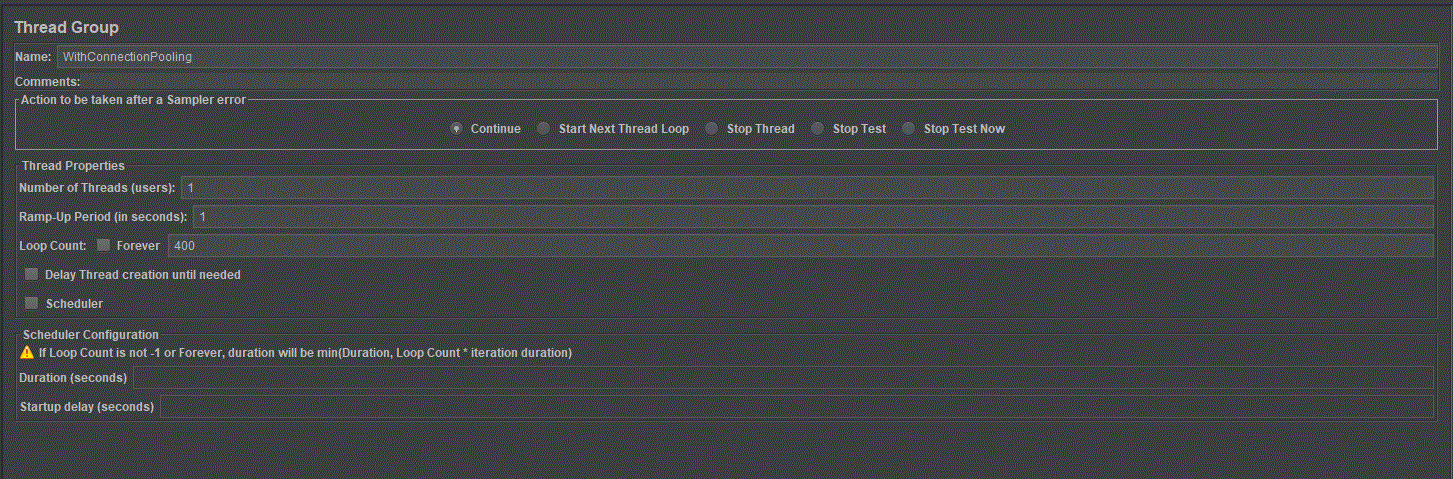 Thread Group
Name: WithConnectionPooling
Comments:
Action to be taken after a Sampler error
Continue Start Next Thread Loop Stop Thread Stop Test Stop Test Now
Thread Properties
Number of Threads (users): 1
Ramp-Up Period (in seconds): 1
Loop Count: Forever 400
Delay Thread creation until needed
Scheduler
Scheduler Configuration
If Loop Count is not -1 or Forever, duration will be min(Duration, Loop Count * iteration duration)
Duration (seconds)
Startup delay (seconds)